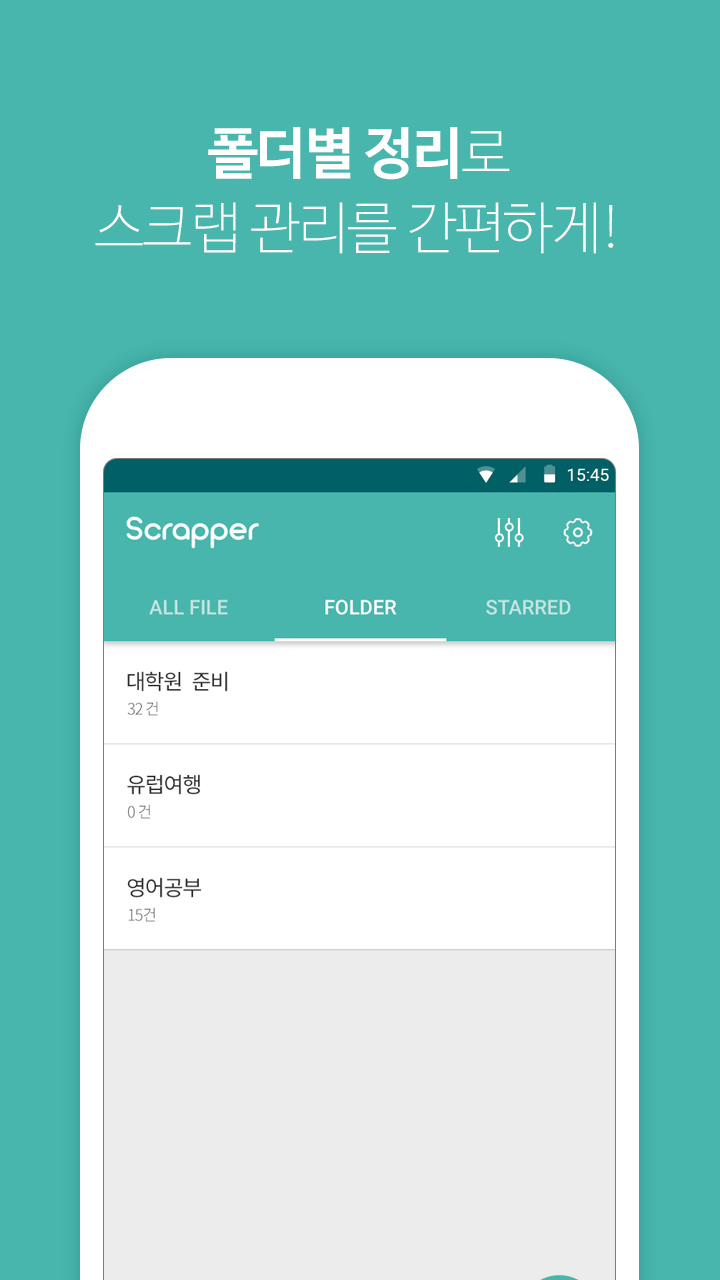 폴더별 정리로
스크랩 관리를 간편하게!
15:45
Scrapper
ALL FILE FOLDER STARRED
대학원 준비
32 건
유럽여행
0 건
영어공부
15건